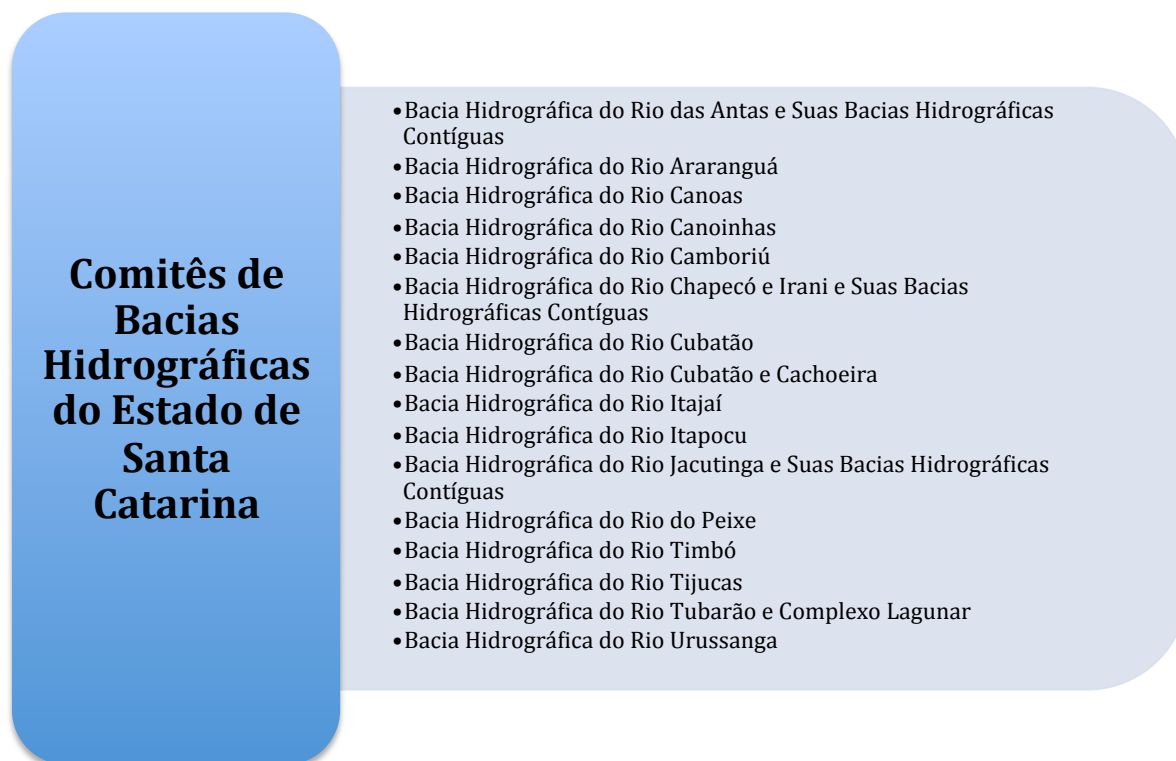 Comitês de
Bacias
Hidrográficas
do Estado de
Santa
Catarina
•Bacia Hidrográfica do Rio das Antas e Suas Bacias Hidrográficas
Contíguas
•Bacia Hidrográfica do Rio Araranguá
•Bacia Hidrográfica do Rio Canoas
•Bacia Hidrográfica do Rio Canoinhas
•Bacia Hidrográfica do Rio Camboriú
•Bacia Hidrográfica do Rio Chapecó e Irani e Suas Bacias
Hidrográficas Contíguas
•Bacia Hidrográfica do Rio Cubatão
•Bacia Hidrográfica do Rio Cubatão e Cachoeira
•Bacia Hidrográfica do Rio Itajaí
•Bacia Hidrográfica do Rio Itapocu
•Bacia Hidrográfica do Rio Jacutinga e Suas Bacias Hidrográficas
Contíguas
•Bacia Hidrográfica do Rio do Peixe
•Bacia Hidrográfica do Rio Timbó
•Bacia Hidrográfica do Rio Tijucas
•Bacia Hidrográfica do Rio Tubarão e Complexo Lagunar
•Bacia Hidrográfica do Rio Urussanga